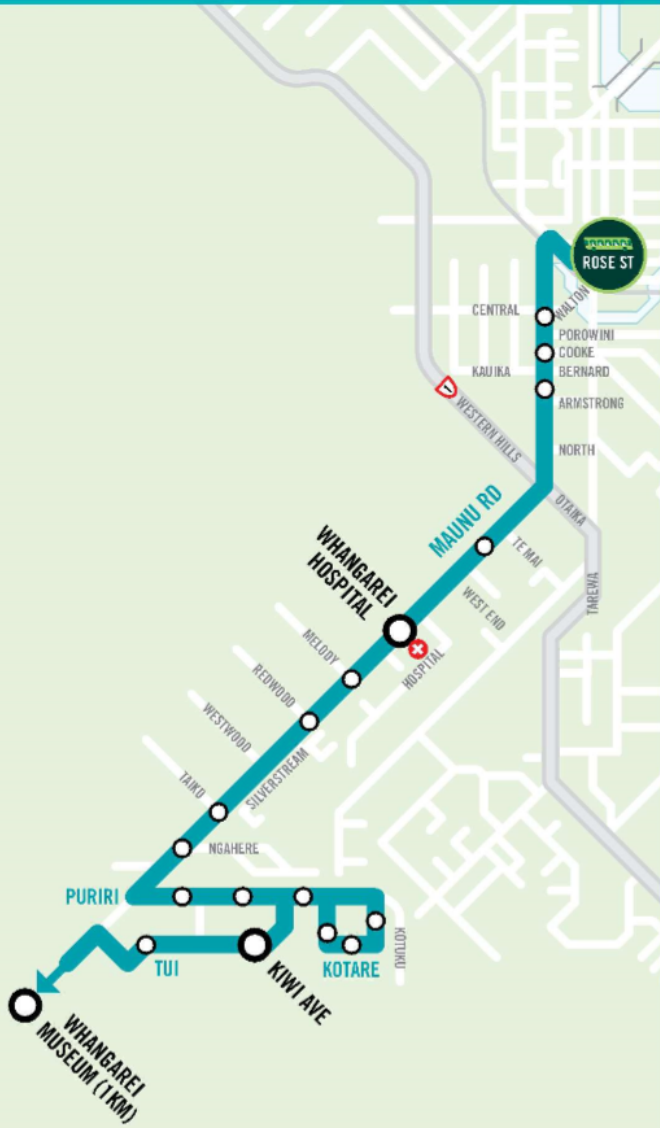 ROSE ST
CENTRAL
WALTON
POROWINI
COOKE
KAUIKA
BERNARD
1
ARMSTRONG
WESTERN HILLS
NORTH
MAUNU RD
OTAIKA
TE MAI
WHANGAREI
HOSPITAL
TAREWA
WEST END
MELODY
HOSPITAL
REDWOOD
WESTWOOD
SILVERSTREAM
TAIKO
NGAHERE
PURIRI
KOTUKU
TUI
KOTARE
KIWI AVE
WHANGAREI
MUSEUM (1KM)